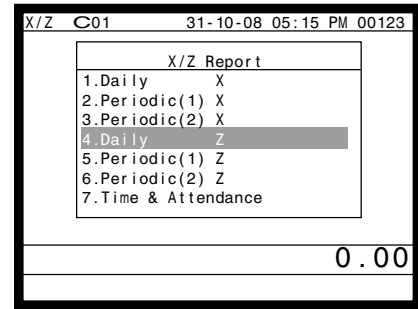 X/Z C01 31-10-08 05:15 PM 00123
X/Z Report
1.Daily X
2.Periodic(1) X
3.Periodic(2) X
4.Daily Z
5.Periodic(1) Z
6.Periodic(2) Z
7.Time & Attendance
0.00